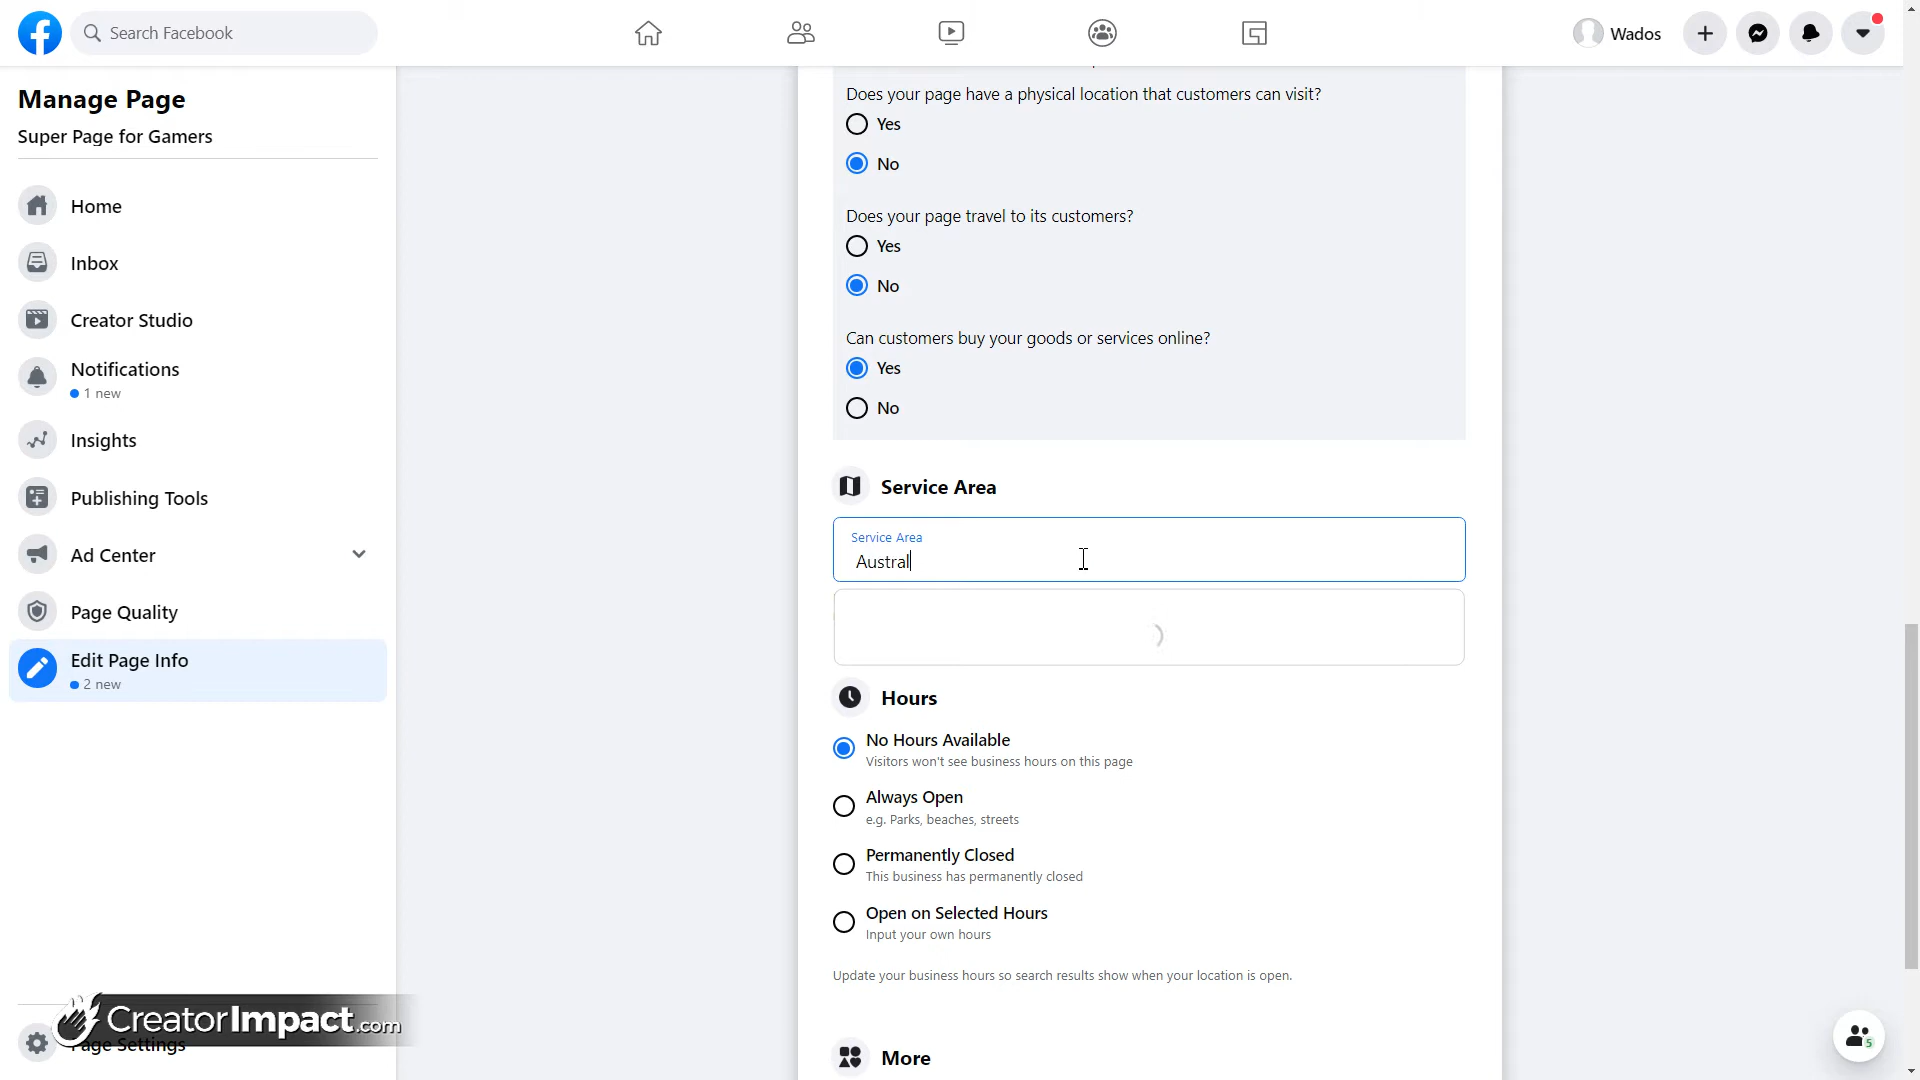 Search Facebook
Wados
Manage Page
Super Page for Gamers
Home
Inbox
Creator Studio
Notifications
1 new
Insights
Publishing Tools
Ad Center
Page Quality
Edit Page Info
2 new
CreatorImpact.com
Page Settings
Does your page have a physical location that customers can visit?
Yes
No
Does your page travel to its customers?
Yes
No
Can customers buy your goods or services online?
Yes
No
Service Area
Service Area
Austral
Hours
No Hours Available
Visitors won't see business hours on this page
Always Open
e.g. Parks, beaches, streets
Permanently Closed
This business has permanently closed
Open on Selected Hours
Input your own hours
Update your business hours so search results show when your location is open.
More
5